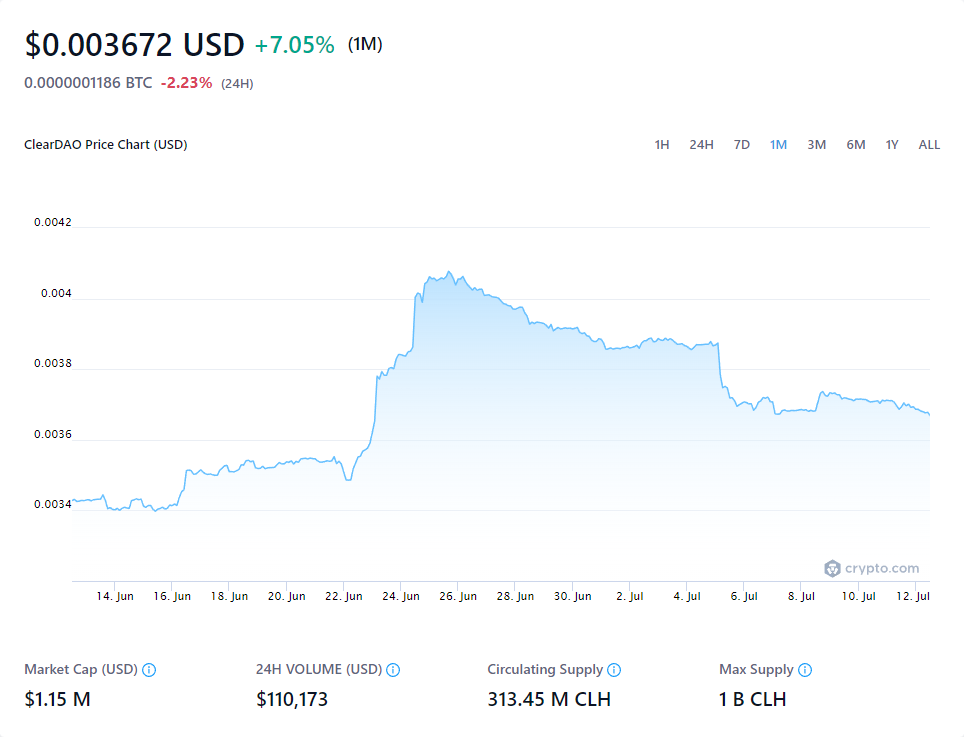 $0.003672 USD +7.05% (1M)
0.0000001186 BTC -2.23% (24H)
ClearDAO Price Chart (USD)
1H 24H 7D 1M 3M 6M 1Y ALL
0.0042
0.004
0.0038
0.0036
0.0034
crypto.com
14. Jun 16. Jun 18. Jun 20. Jun 22. Jun 24. Jun 26. Jun 28. Jun 30. Jun 2. Jul 4. Jul 6. Jul 8. Jul 10. Jul 12. Jul
Market Cap (USD) 24H VOLUME (USD) Circulating Supply Max Supply
$1.15 M $110,173 313.45 M CLH 1 B CLH